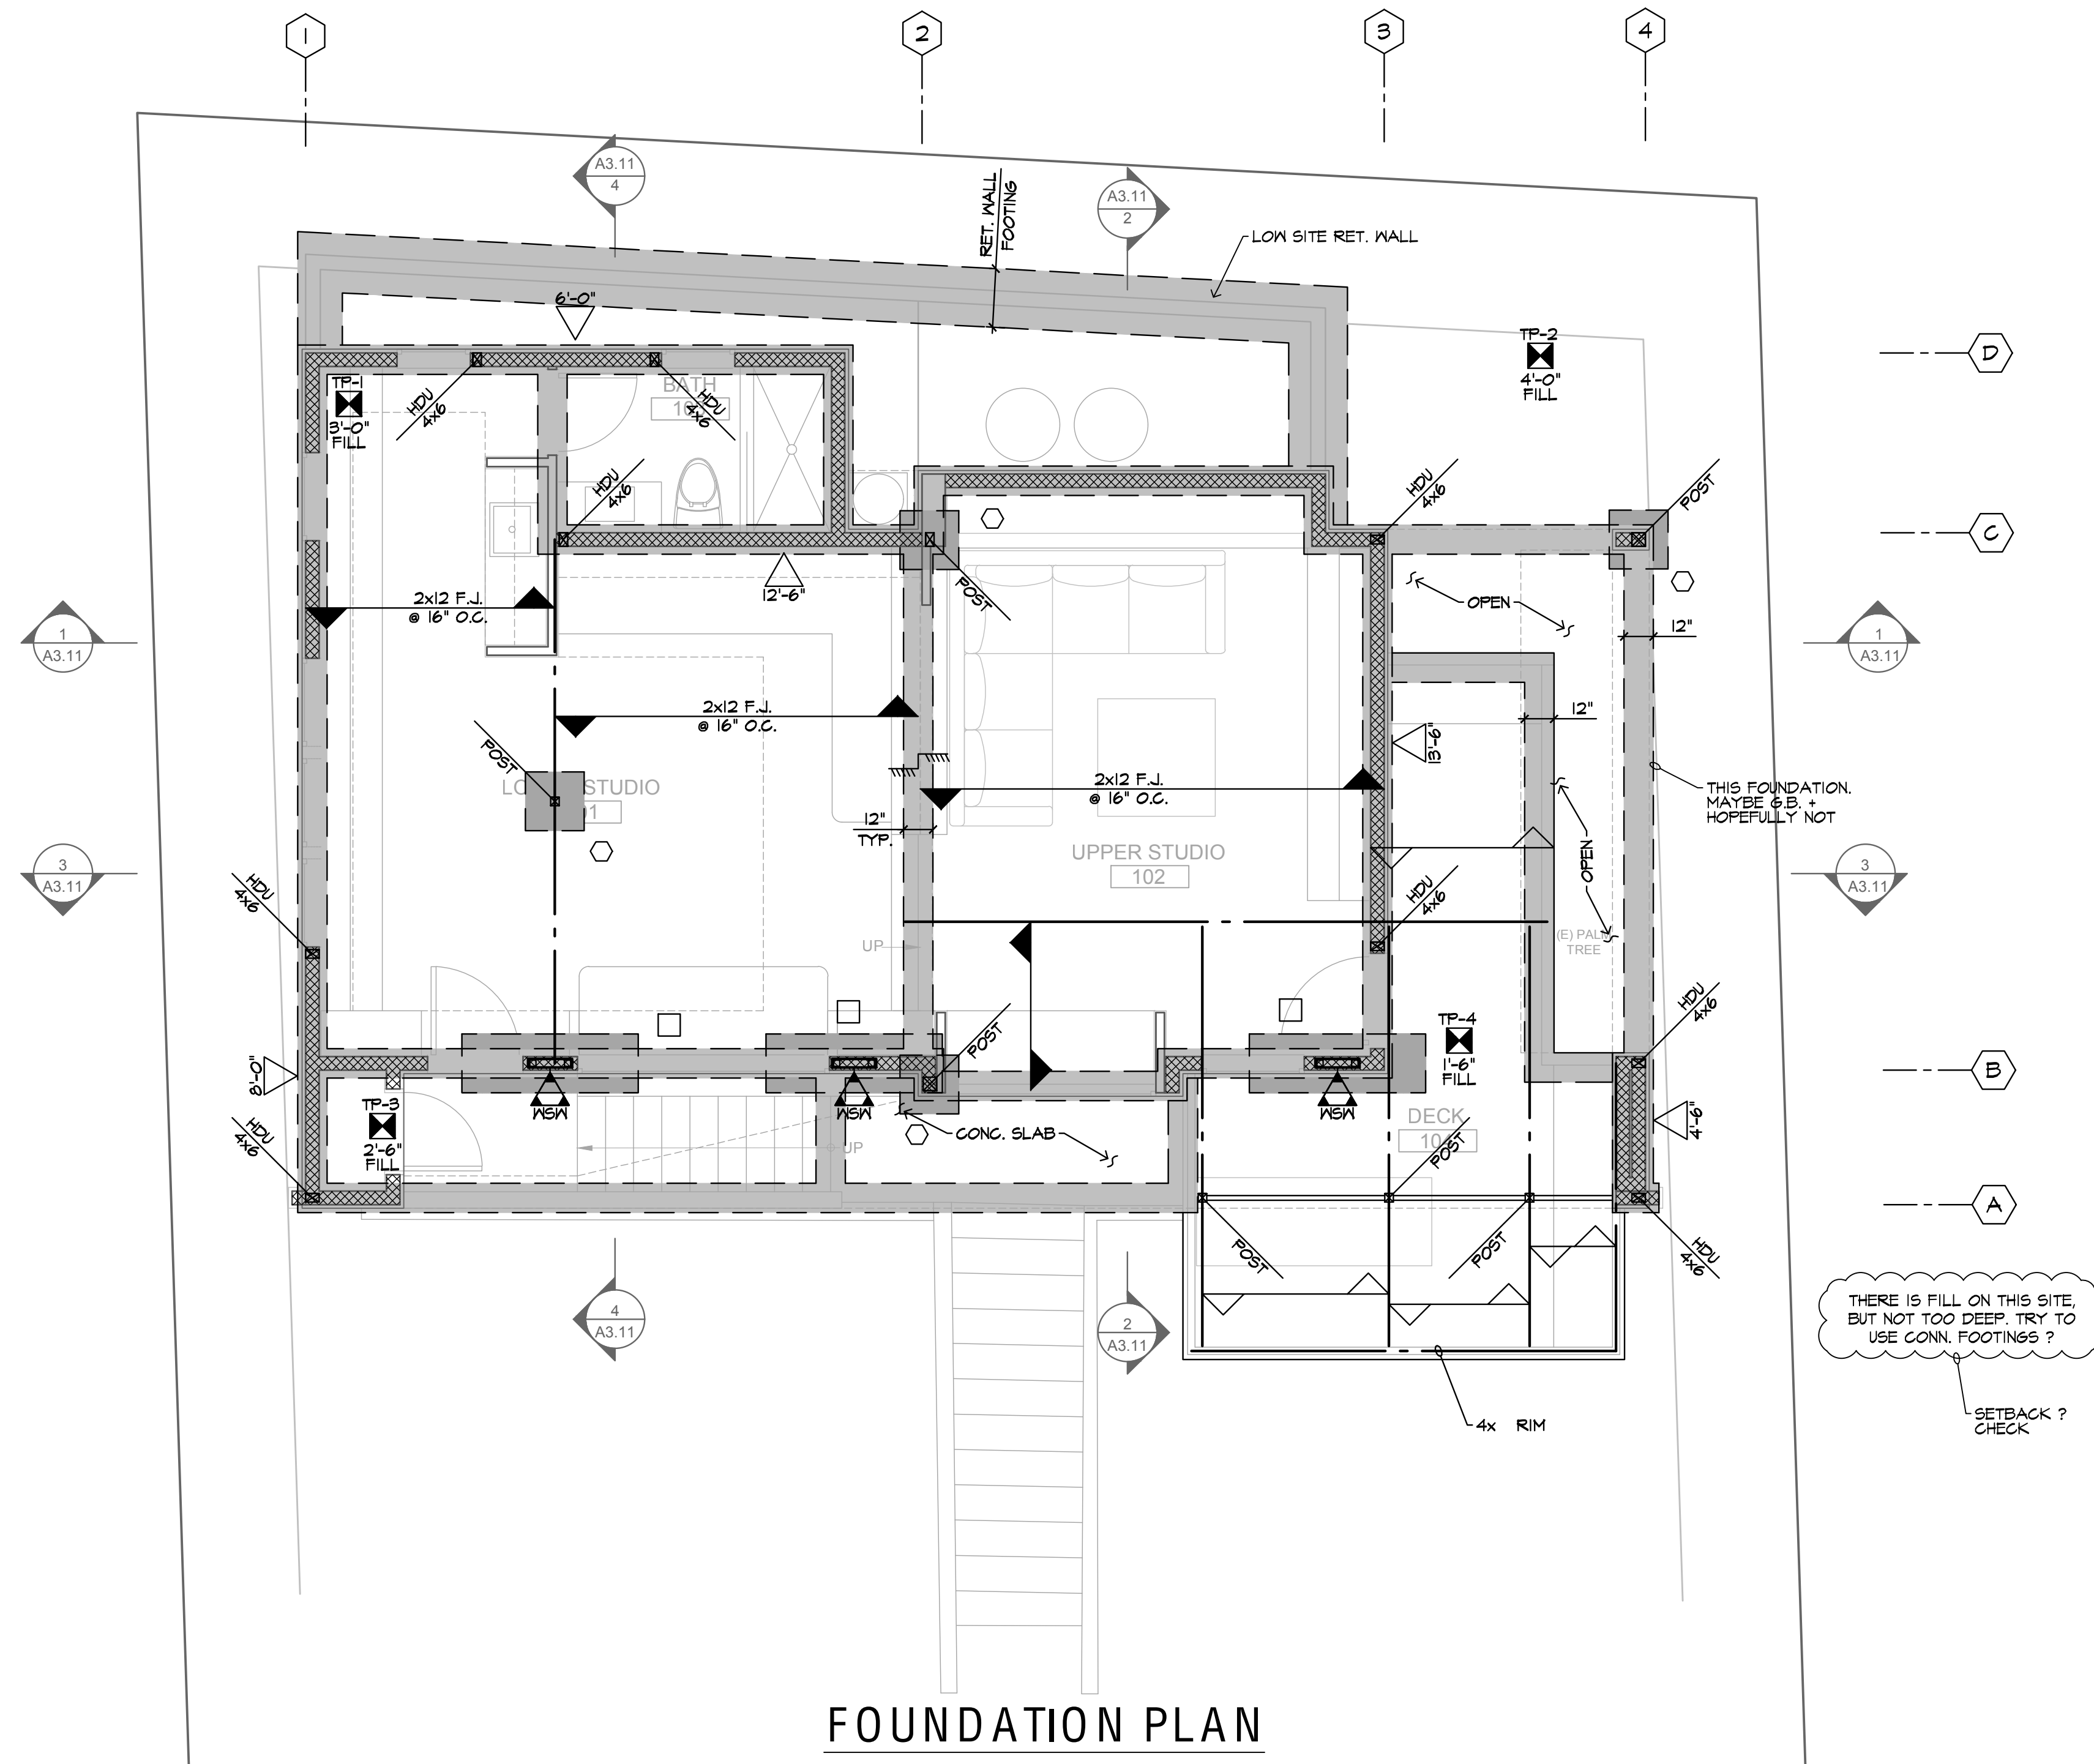 1
2
3
4
A3.11
4
A3.11
2
RET. WALL
FOOTING
LOW SITE RET. WALL
6'-0"
TP-1
3'-0"
FILL
HDU
4x6
BATH
HDU
4x6
TP-2
4'-0"
FILL
D
HDU
4x6
HDU
4x6
POST
C
2x12 F.J.
@ 16" O.C.
12'-6"
POST
OPEN
12"
1
A3.11
1
A3.11
2x12 F.J.
@ 16" O.C.
12"
13'-6"
POST
STUDIO
2x12 F.J.
@ 16" O.C.
THIS FOUNDATION.
MAYBE G.B. +
HOPEFULLY NOT
12"
TYP.
UPPER STUDIO
102
OPEN
3
A3.11
3
A3.11
HDU
4x6
HDU
4x6
UP
(E) PALM
TREE
HDU
4x6
POST
TP-4
1'-6"
FILL
B
8'-0"
TP-3
2'-6"
FILL
WSW
WSW
WSW
DECK
4'-6"
HDU
4x6
UP
CONC. SLAB
POST
A
POST
POST
HDU
4x6
4
A3.11
2
A3.11
THERE IS FILL ON THIS SITE,
BUT NOT TOO DEEP. TRY TO
USE CONN. FOOTINGS ?
4x RIM
SETBACK ?
CHECK
FOUNDATION PLAN